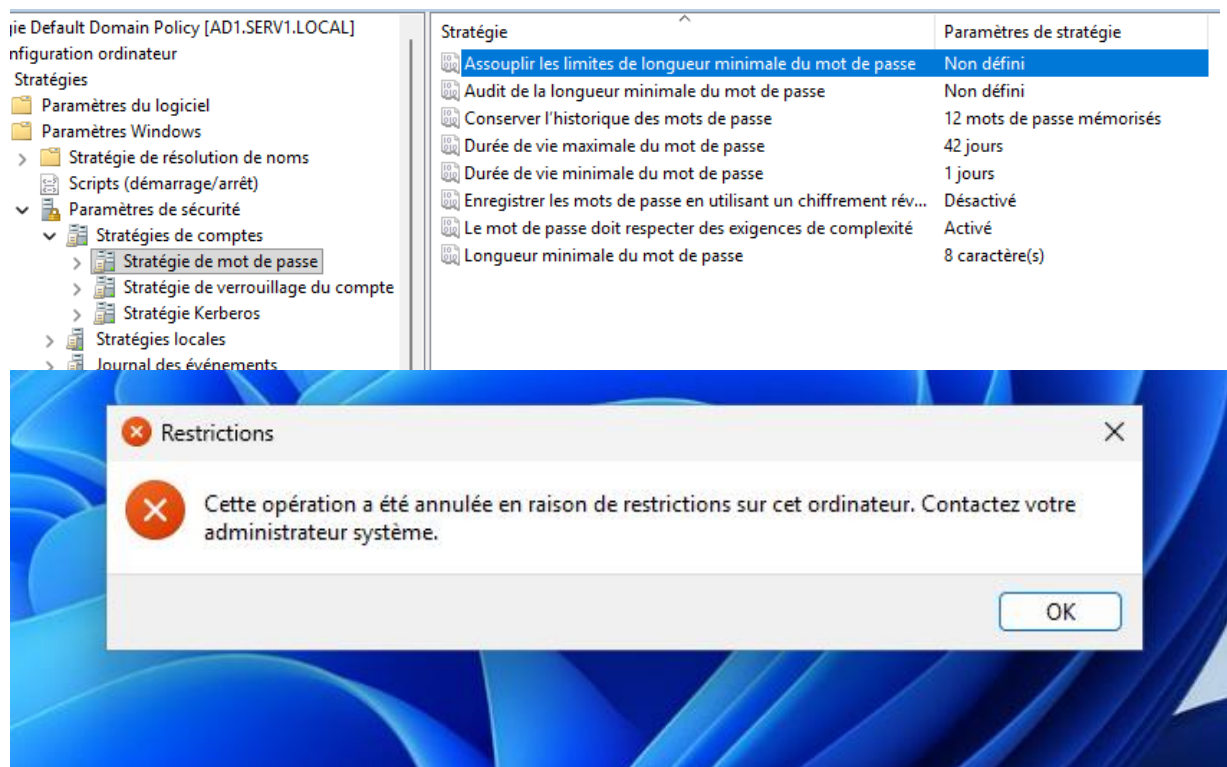 gie Default Domain Policy [AD1.SERV1.LOCAL]
nfiguration ordinateur
Stratégies
Paramètres du logiciel
Paramètres Windows
Stratégie de résolution de noms
Scripts (démarrage/arrêt)
Paramètres de sécurité
Stratégies de comptes
Stratégie de mot de passe
Stratégie de verrouillage du compte
Stratégie Kerberos
Stratégies locales
Journal des événements
Stratégie Paramètres de stratégie
Assouplir les limites de longueur minimale du mot de passe Non défini
Audit de la longueur minimale du mot de passe Non défini
Conserver l'historique des mots de passe 12 mots de passe mémorisés
Durée de vie maximale du mot de passe 42 jours
Durée de vie minimale du mot de passe 1 jours
Enregistrer les mots de passe en utilisant un chiffrement rév... Désactivé
Le mot de passe doit respecter des exigences de complexité Activé
Longueur minimale du mot de passe 8 caractère(s)
Restrictions
Cette opération a été annulée en raison de restrictions sur cet ordinateur. Contactez votre
administrateur système.
OK